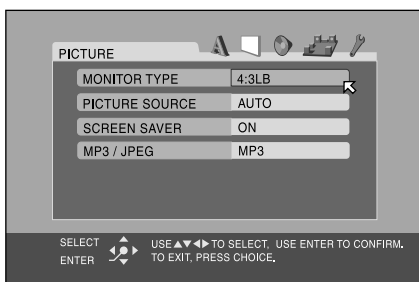 PICTURE
MONITOR TYPE 4:3LB
PICTURE SOURCE AUTO
SCREEN SAVER ON
MP3 / JPEG MP3
SELECT
ENTER
USE▲▼◀▶TO SELECT, USE ENTER TO CONFIRM.
TO EXIT, PRESS CHOICE.